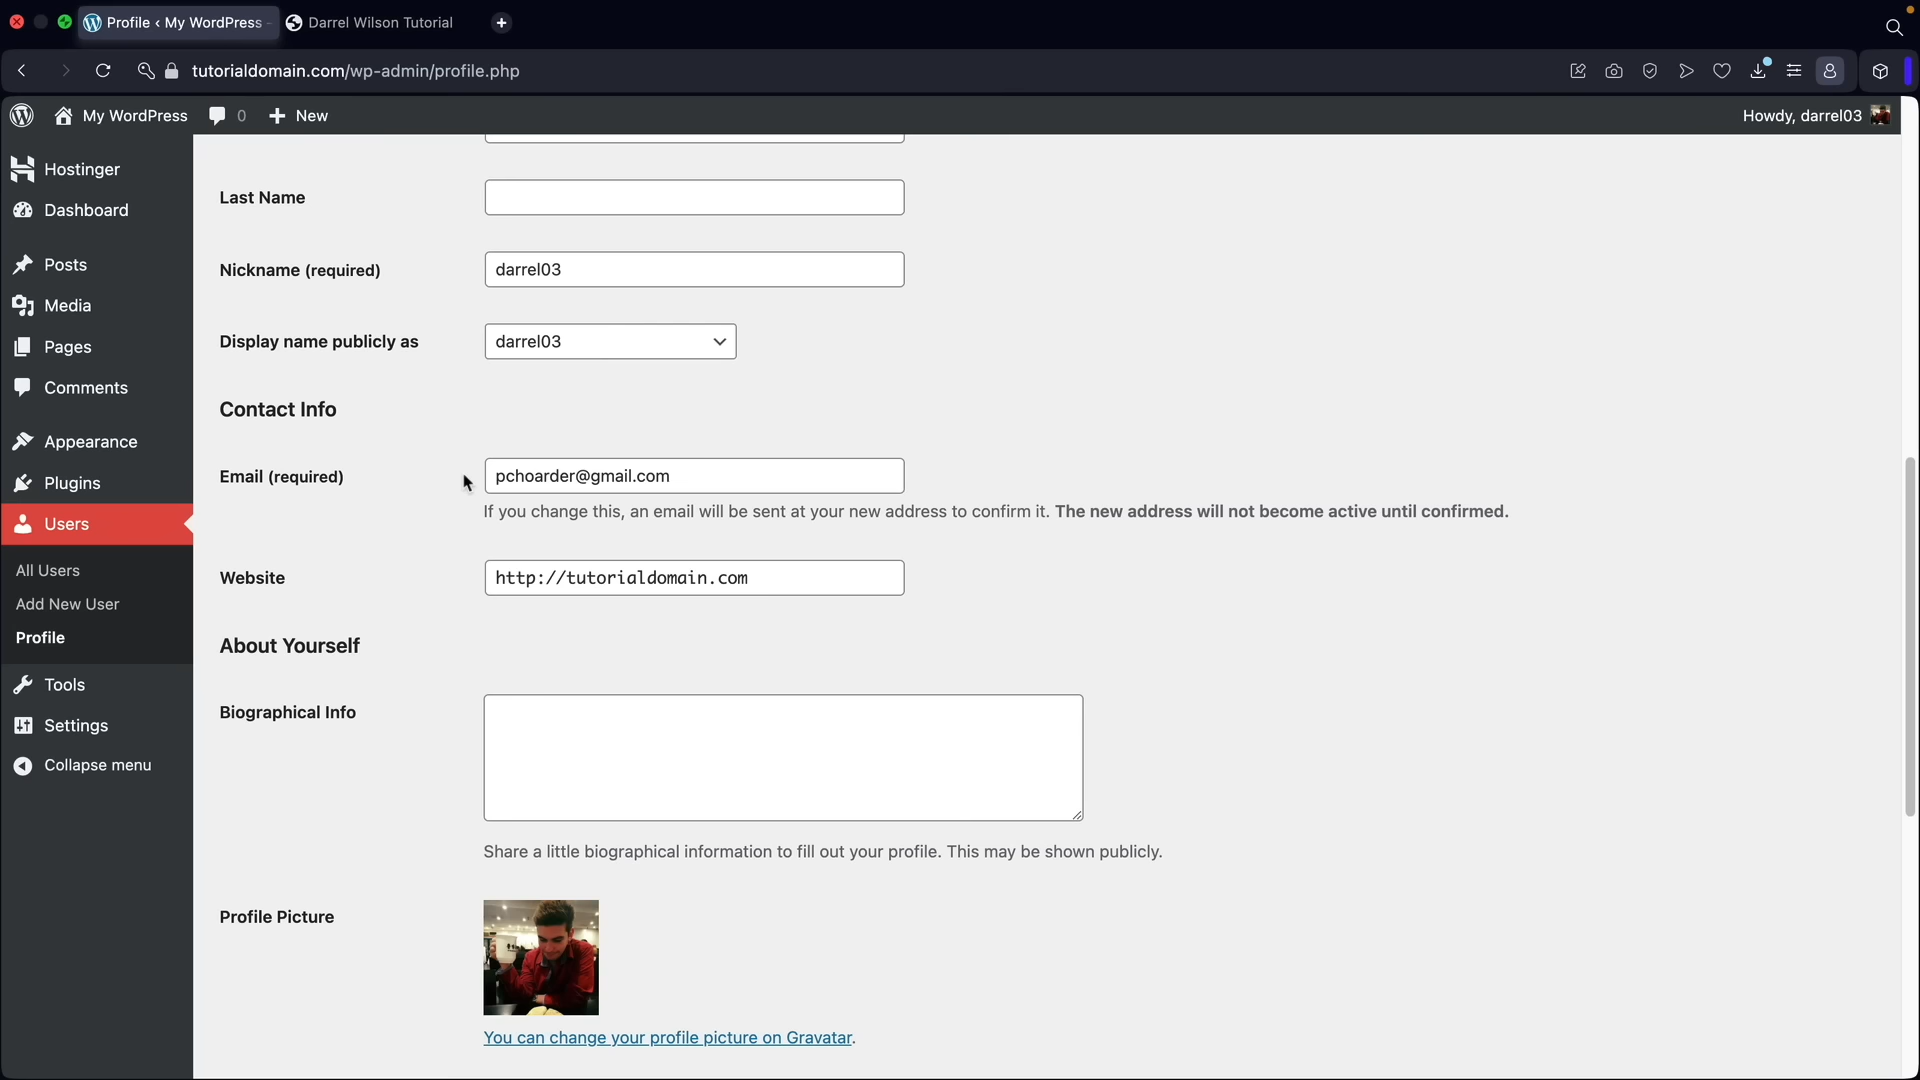 Profile ‹ My WordPress
Darrel Wilson Tutorial
tutorialdomain.com/wp-admin/profile.php
My WordPress
0
New
Howdy, darrel03
Hostinger
Dashboard
Posts
Media
Pages
Comments
Appearance
Plugins
Users
All Users
Add New User
Profile
Tools
Settings
Collapse menu
Last Name
Nickname (required)
darrel03
Display name publicly as
darrel03
Contact Info
Email (required)
pchoarder@gmail.com
If you change this, an email will be sent at your new address to confirm it. The new address will not become active until confirmed.
Website
http://tutorialdomain.com
About Yourself
Biographical Info
Share a little biographical information to fill out your profile. This may be shown publicly.
Profile Picture
You can change your profile picture on Gravatar.